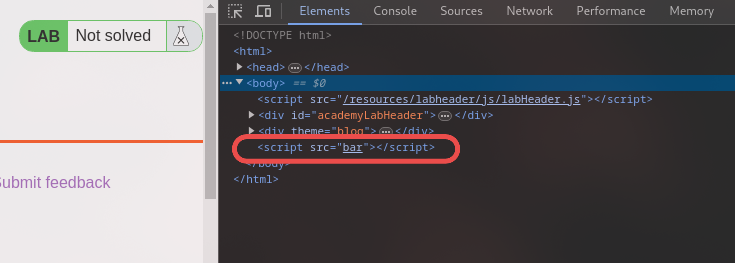 LAB Not solved
Submit feedback
Elements Console Sources Network Performance Memory
<!DOCTYPE html>
<html>
<head> ••• </head>
••• <body> == $0
<script src="/resources/labheader/js/labHeader.js"></script>
<div id="academyLabHeader"> ••• </div>
<div theme="blog"> ••• </div>
<script src="bar"></script>
</body>
</html>